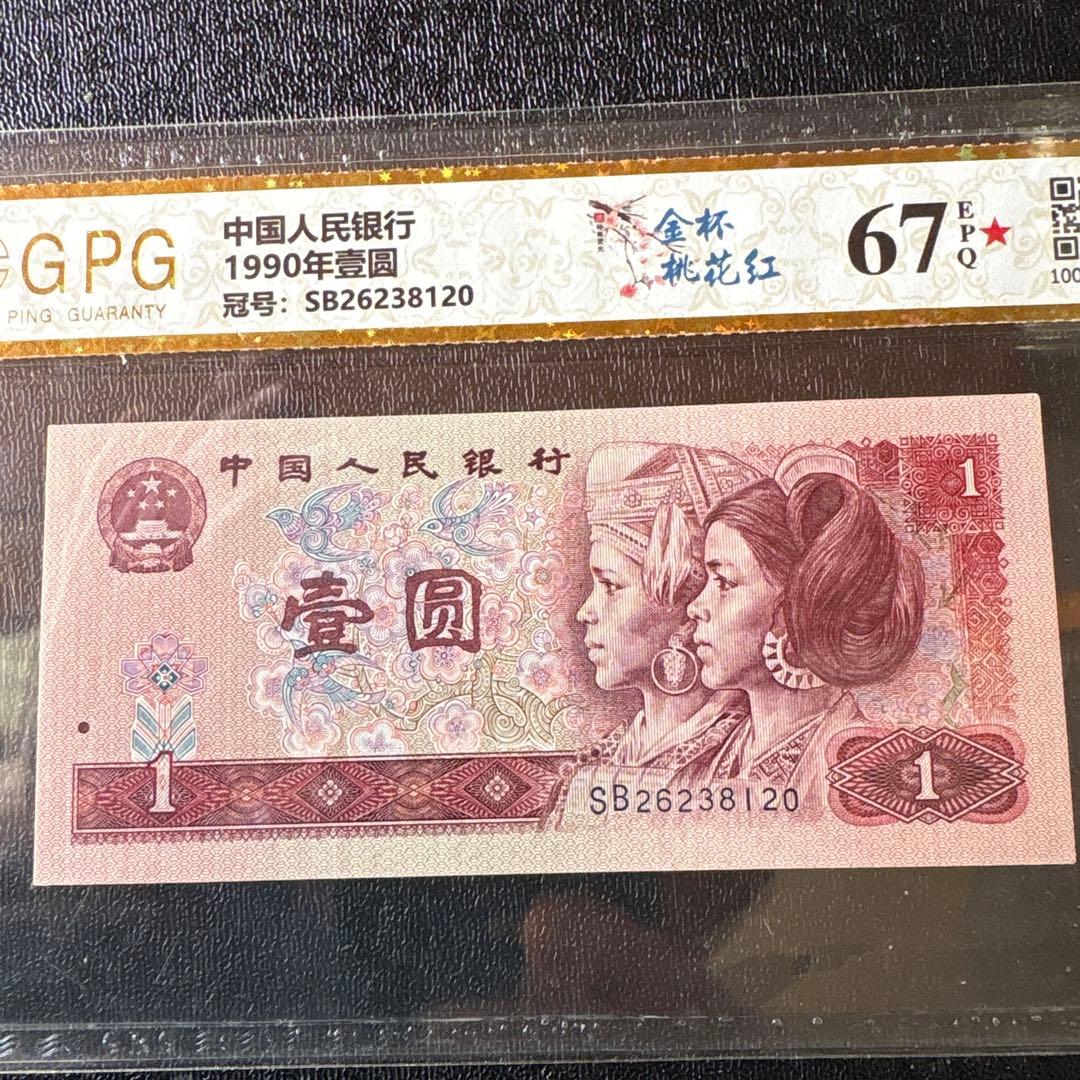 GPG
PING GUARANTY
中国人民银行
1990年壹圆
冠号：SB26238120
金杯
桃花红
67
EPQ
100
中国人民银行
1
壹圆
1
SB26238120
1